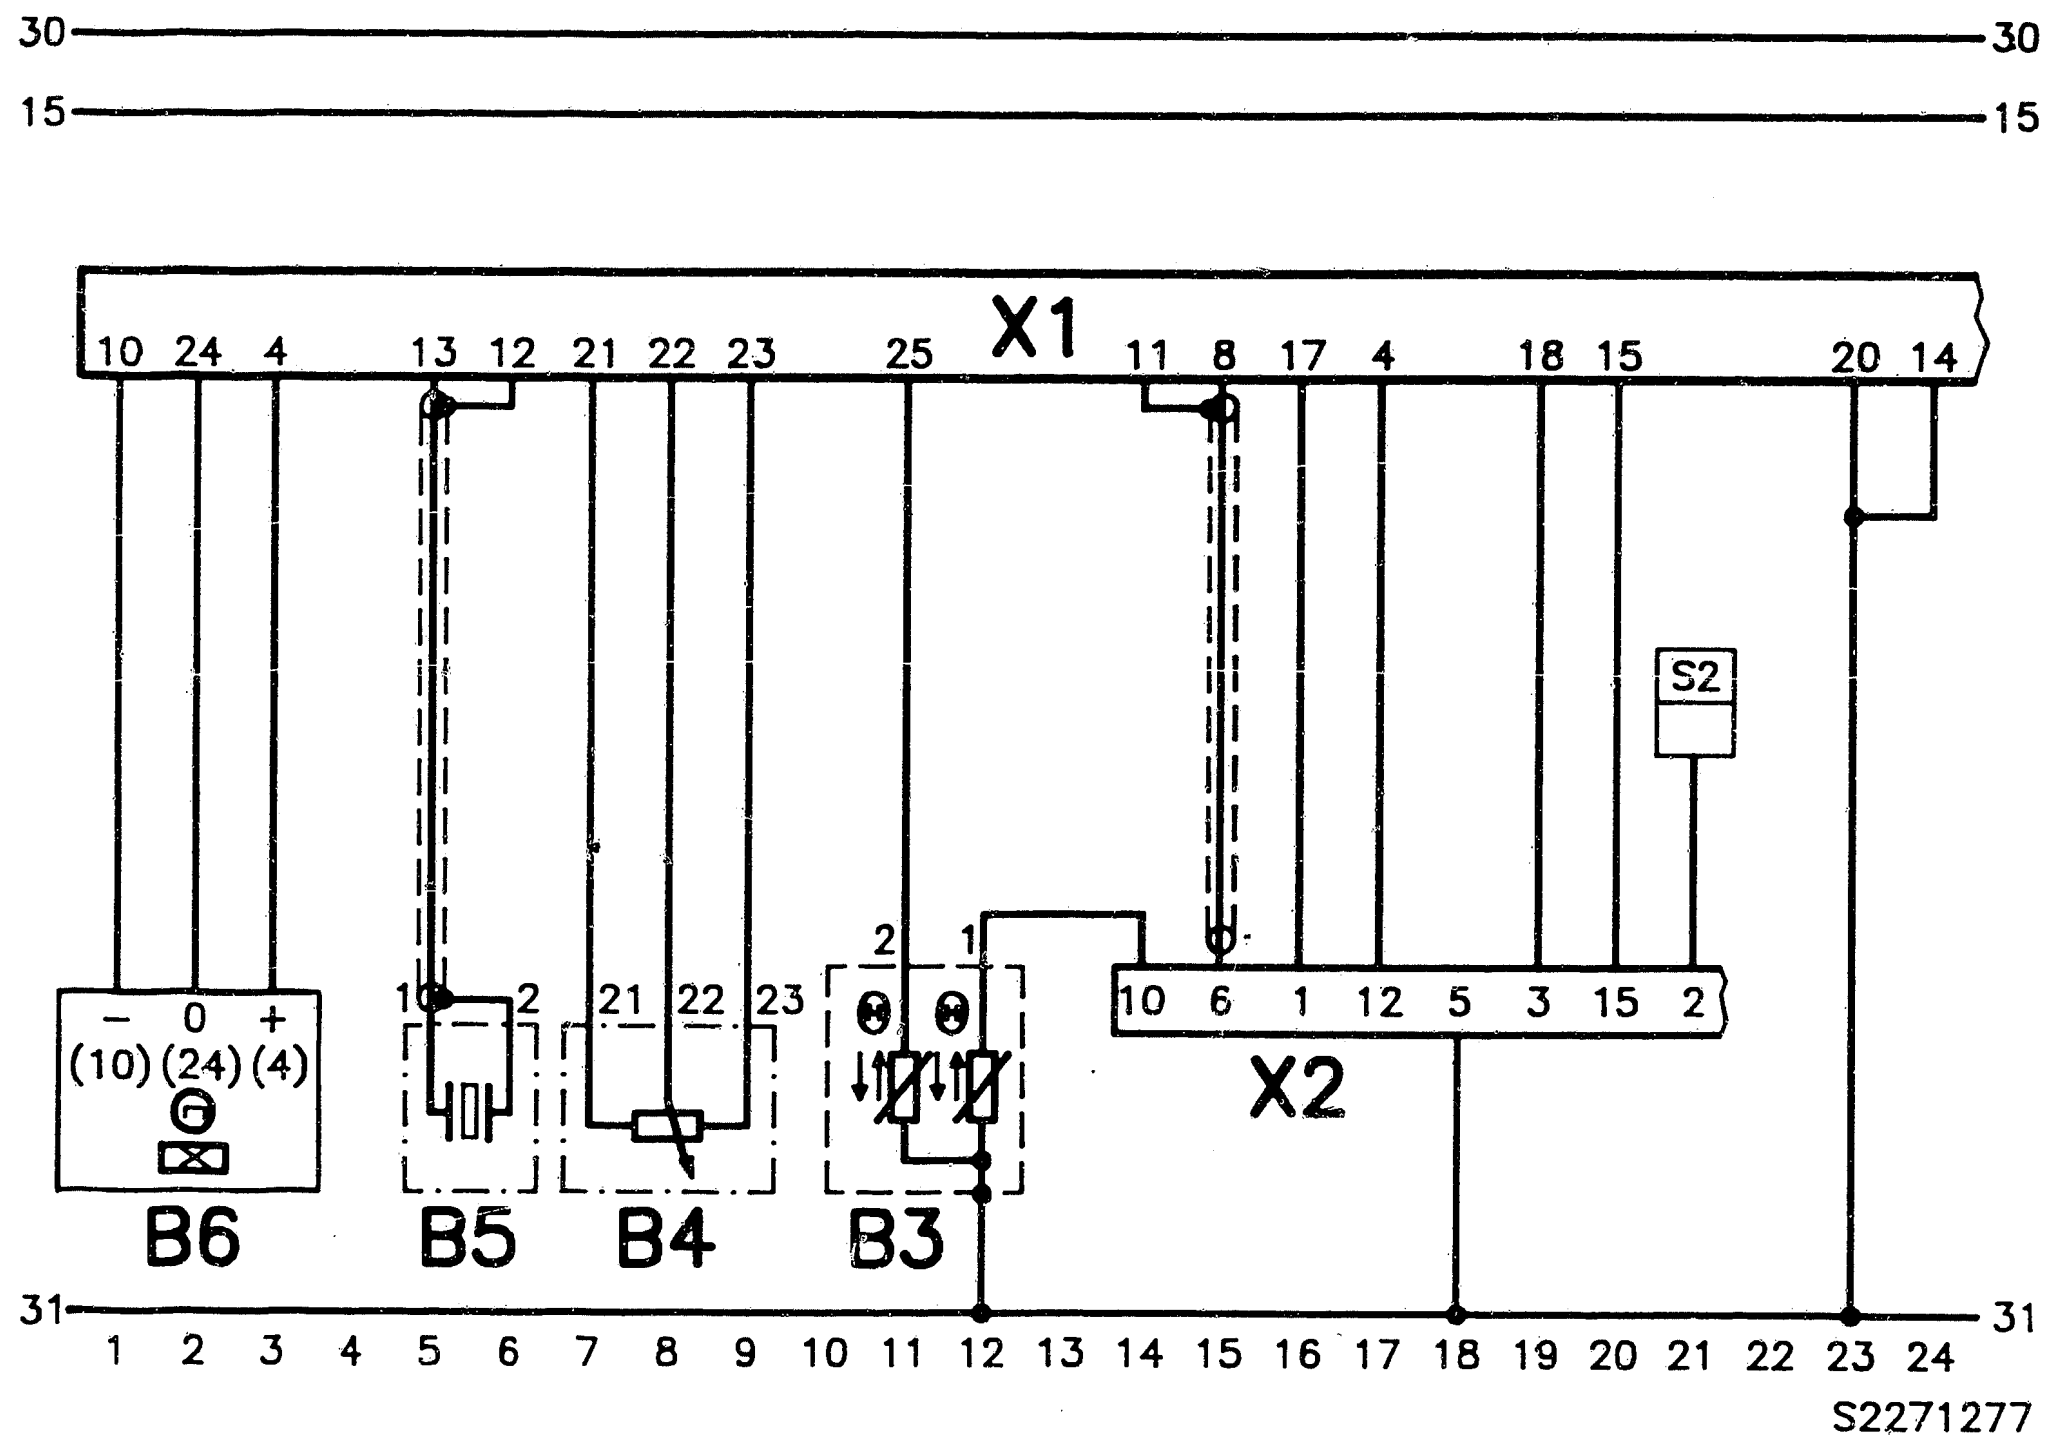 30 30
15 15
X1
10 24 4 13 12 21 22 23 25 11 8 17 4 18 15 20 14
S2
2 1
1 2 21 22 23
10 6 1 12 5 3 15 2
− 0 +
(10) (24) (4)
X2
B6 B5 B4 B3
31 31
1 2 3 4 5 6 7 8 9 10 11 12 13 14 15 16 17 18 19 20 21 22 23 24
S2271277